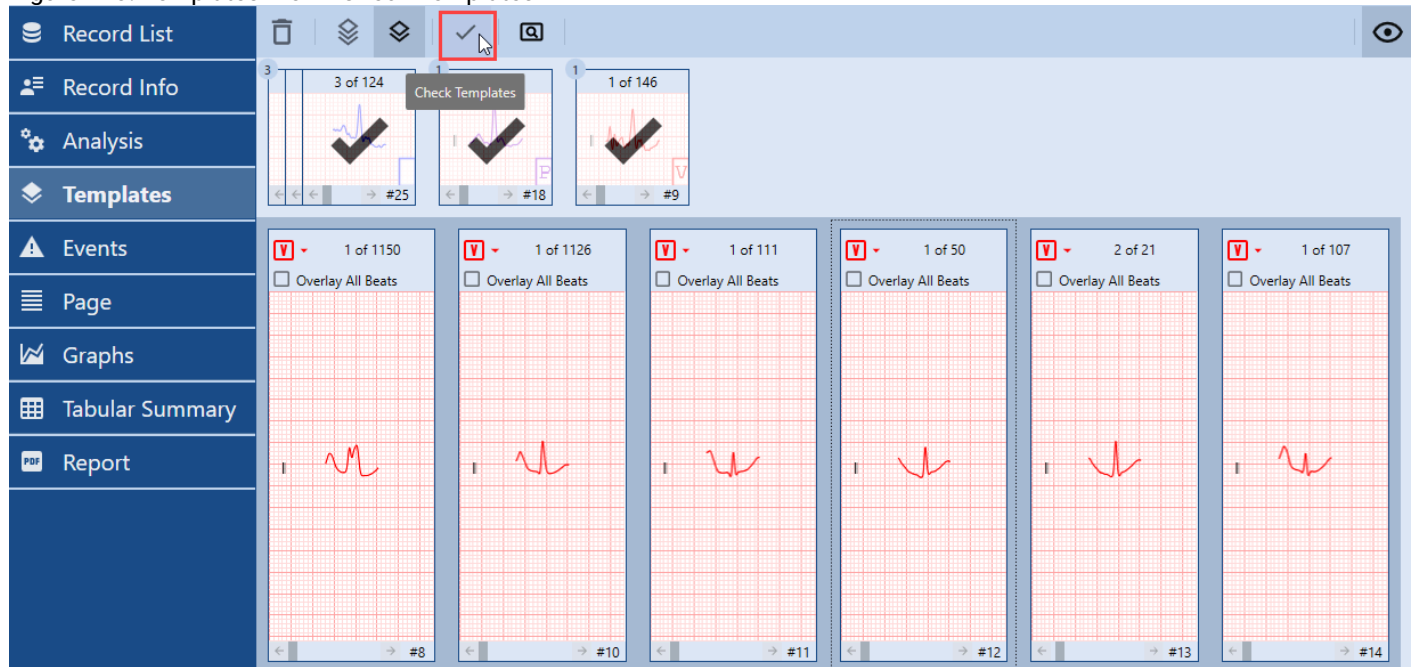 Record List
Record Info
Analysis
Templates
Events
Page
Graphs
Tabular Summary
PDF
Report
Check Templates
3
3 of 124
#25
1
P
#18
1
1 of 146
V
#9
V
1 of 1150
Overlay All Beats
#8
V
1 of 1126
Overlay All Beats
#10
V
1 of 111
Overlay All Beats
#11
V
1 of 50
Overlay All Beats
#12
V
2 of 21
Overlay All Beats
#13
V
1 of 107
Overlay All Beats
#14